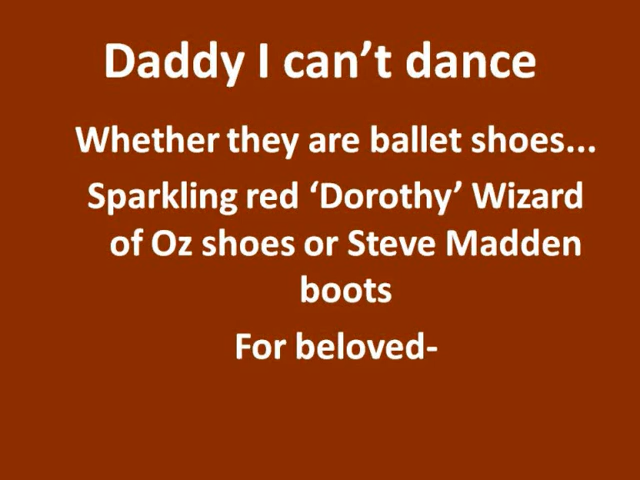 Daddy I can’t dance
Whether they are ballet shoes...
Sparkling red ‘Dorothy’ Wizard
of Oz shoes or Steve Madden
boots
For beloved-